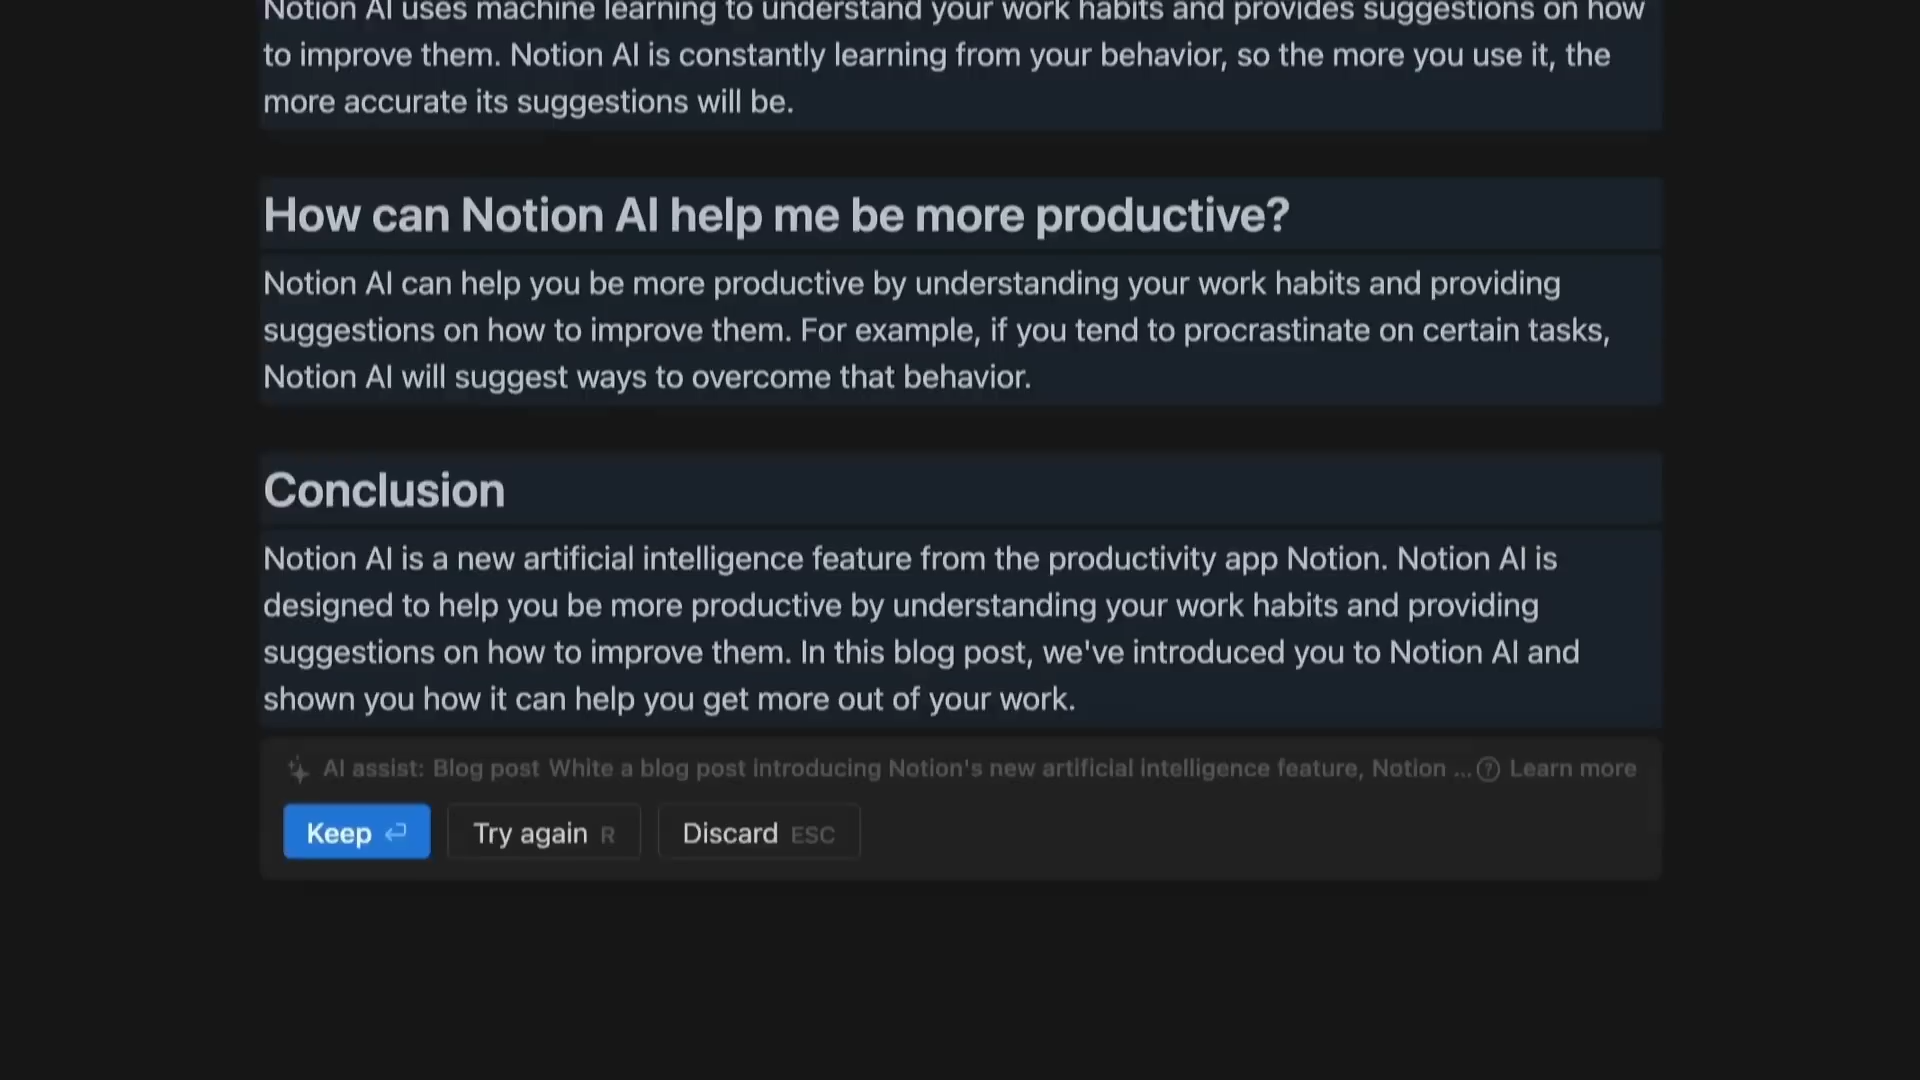 Notion AI uses machine learning to understand your work habits and provides suggestions on how
to improve them. Notion AI is constantly learning from your behavior, so the more you use it, the
more accurate its suggestions will be.
How can Notion AI help me be more productive?
Notion AI can help you be more productive by understanding your work habits and providing
suggestions on how to improve them. For example, if you tend to procrastinate on certain tasks,
Notion AI will suggest ways to overcome that behavior.
Conclusion
Notion AI is a new artificial intelligence feature from the productivity app Notion. Notion AI is
designed to help you be more productive by understanding your work habits and providing
suggestions on how to improve them. In this blog post, we've introduced you to Notion AI and
shown you how it can help you get more out of your work.
AI assist: Blog post White a blog post introducing Notion's new artificial intelligence feature, Notion ... ? Learn more
Keep Try again R Discard ESC